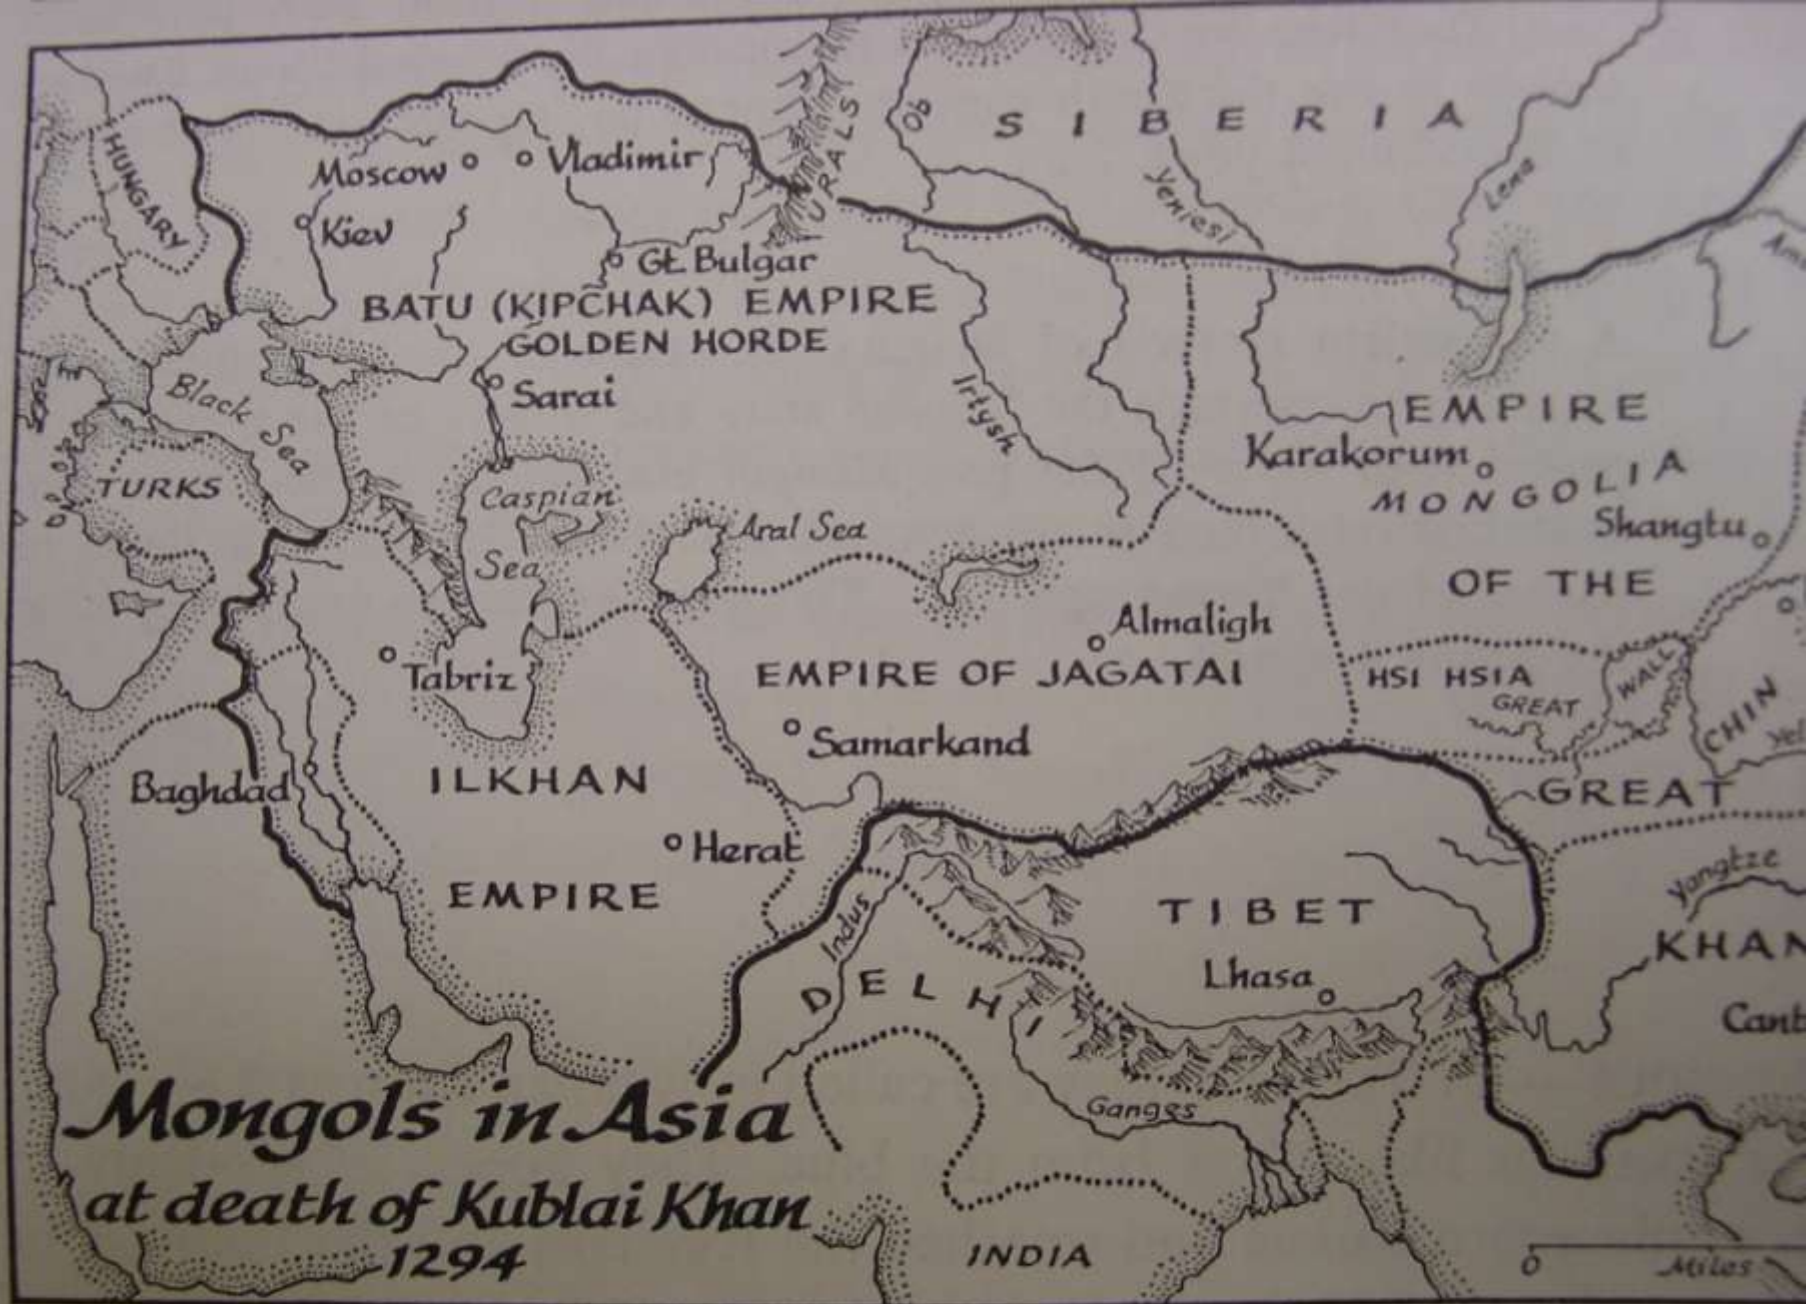 URALS
Ob
SIBERIA
Yeniesi
Lena
HUNGARY
Moscow
Vladimir
Kiev
Gt. Bulgar
BATU (KIPCHAK) EMPIRE
GOLDEN HORDE
Sarai
Black Sea
Irtysh
EMPIRE
Karakorum
MONGOLIA
Shangtu
TURKS
Caspian
Sea
Aral Sea
OF THE
Almaligh
Tabriz
EMPIRE OF JAGATAI
HSI HSIA
GREAT
WALL
CHIN
Samarkand
Baghdad
ILKHAN
GREAT
Herat
EMPIRE
Yangtze
Indus
TIBET
KHAN
Lhasa
DELHI
Cant
Ganges
Mongols in Asia
at death of Kublai Khan
1294
INDIA
0
Miles